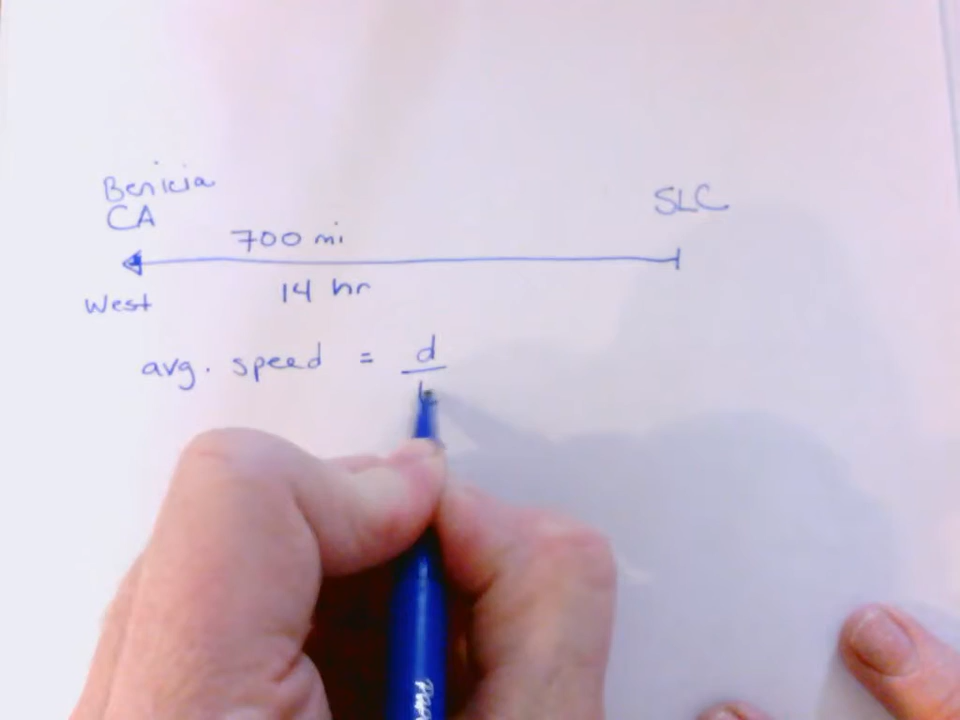 Benicia
CA
SLC
700 mi
West
14 hr
avg. speed = d